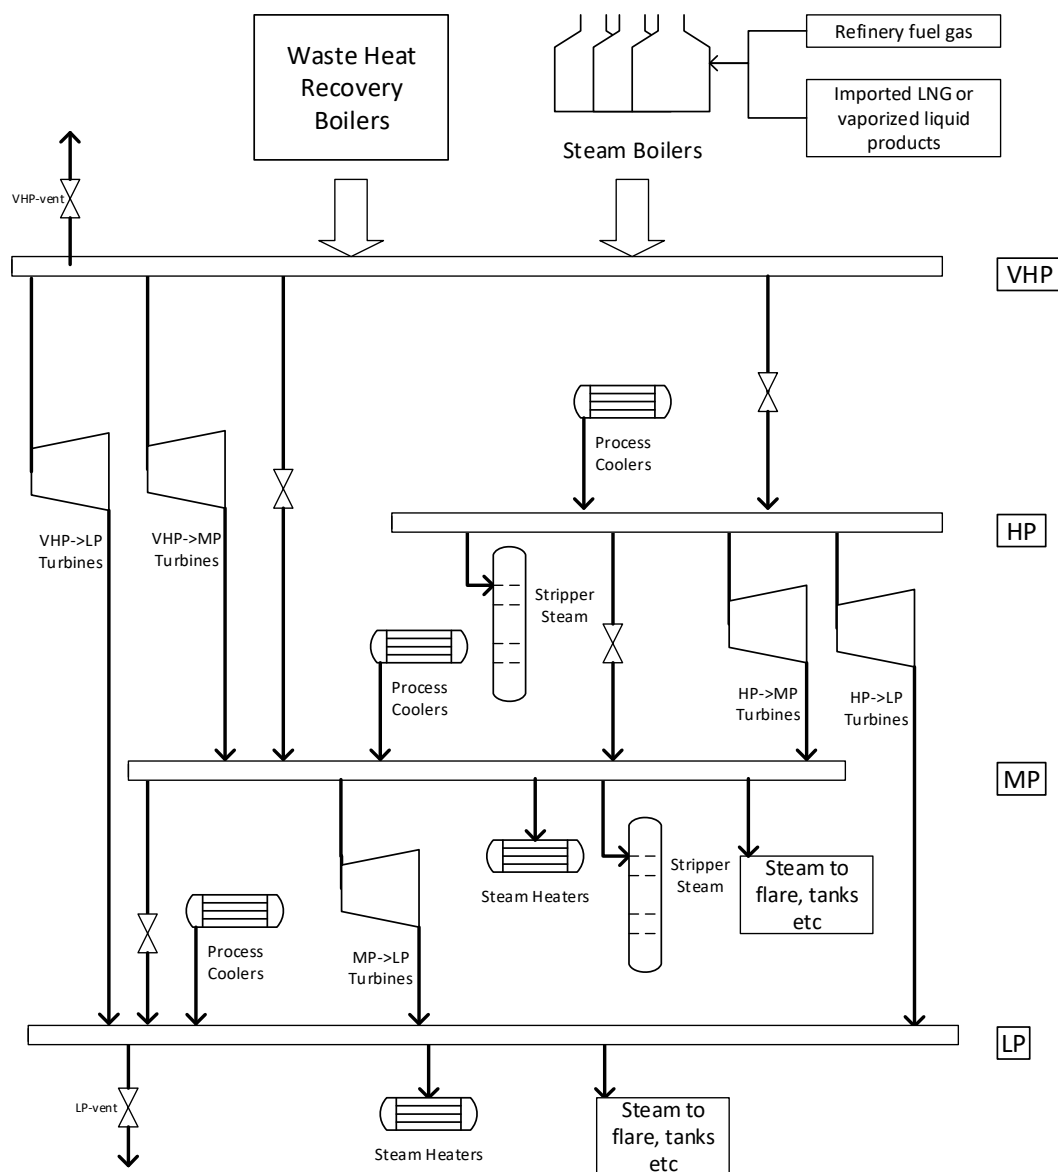 Waste Heat
Recovery
Boilers
Steam Boilers
Refinery fuel gas
Imported LNG or
vaporized liquid
products
VHP-vent
VHP
Process
Coolers
VHP->LP
Turbines
VHP->MP
Turbines
HP
Stripper
Steam
Process
Coolers
HP->MP
Turbines
HP->LP
Turbines
MP
Steam Heaters
Stripper
Steam
Steam to
flare, tanks
etc
Process
Coolers
MP->LP
Turbines
LP
LP-vent
Steam Heaters
Steam to
flare, tanks
etc